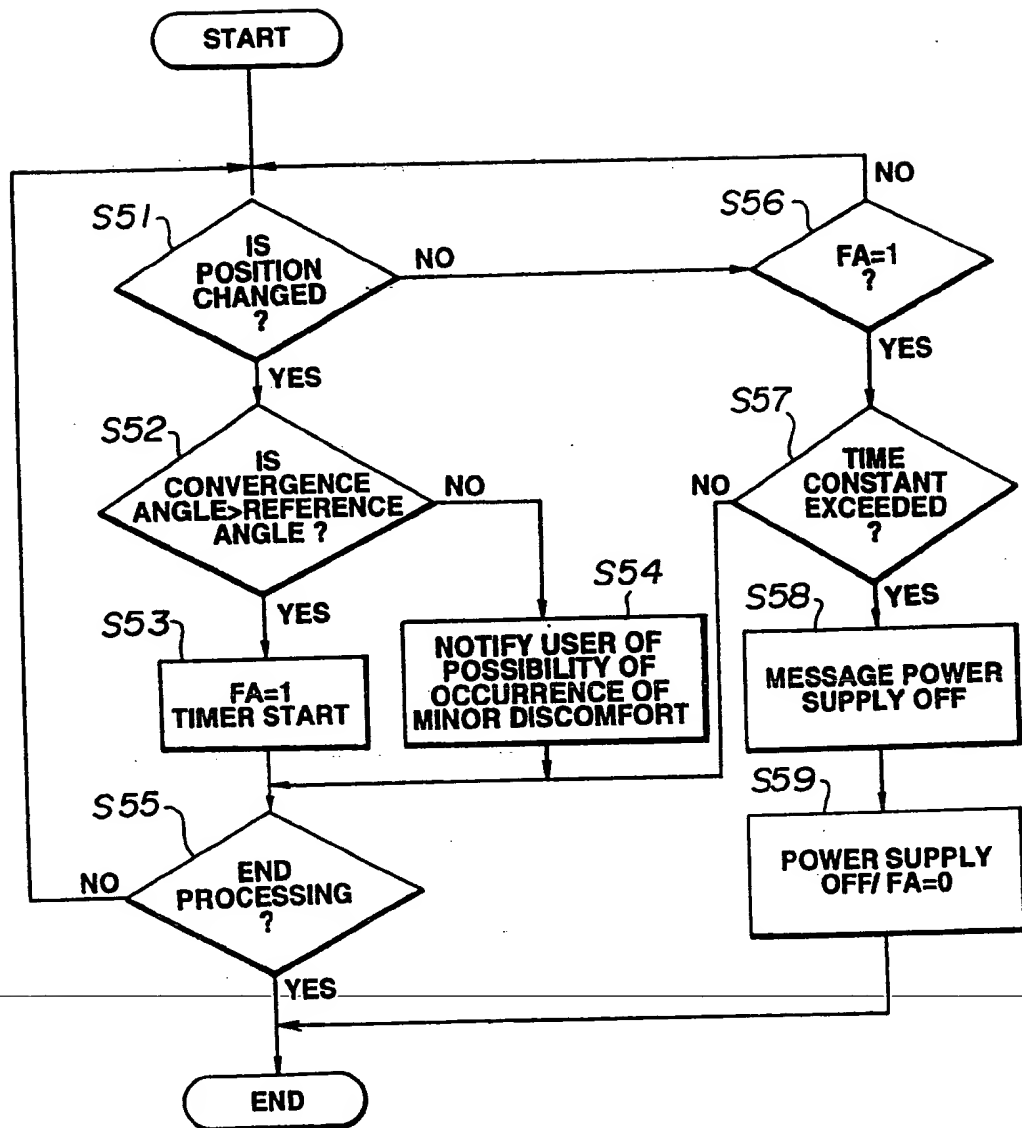 START
NO
S51
IS
POSITION
CHANGED
?
NO
S56
FA=1
?
YES
YES
S52
IS
CONVERGENCE
ANGLE>REFERENCE
ANGLE ?
NO
S57
TIME
CONSTANT
EXCEEDED
?
NO
YES
YES
S53
FA=1
TIMER START
S54
NOTIFY USER OF
POSSIBILITY OF
OCCURRENCE OF
MINOR DISCOMFORT
S58
MESSAGE POWER
SUPPLY OFF
S55
END
PROCESSING
?
NO
YES
S59
POWER SUPPLY
OFF/ FA=0
END